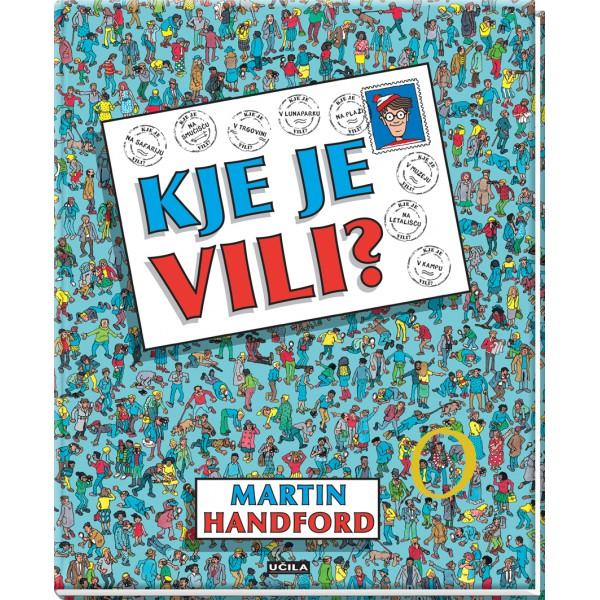 KJE JE
NA SAFARIJU
VILI?
KJE JE
NA SMUČIŠČU
VILI?
KJE JE
V TRGOVINI
VILI?
KJE JE
V LUNAPARKU
VILI?
KJE JE
NA PLAŽI
VILI?
KJE JE
V MUZEJU
VILI?
KJE JE
NA
LETALIŠČU
VILI?
KJE JE
V KAMPU
VILI?
KJE JE
VILI?
MARTIN
HANDFORD
UČILA